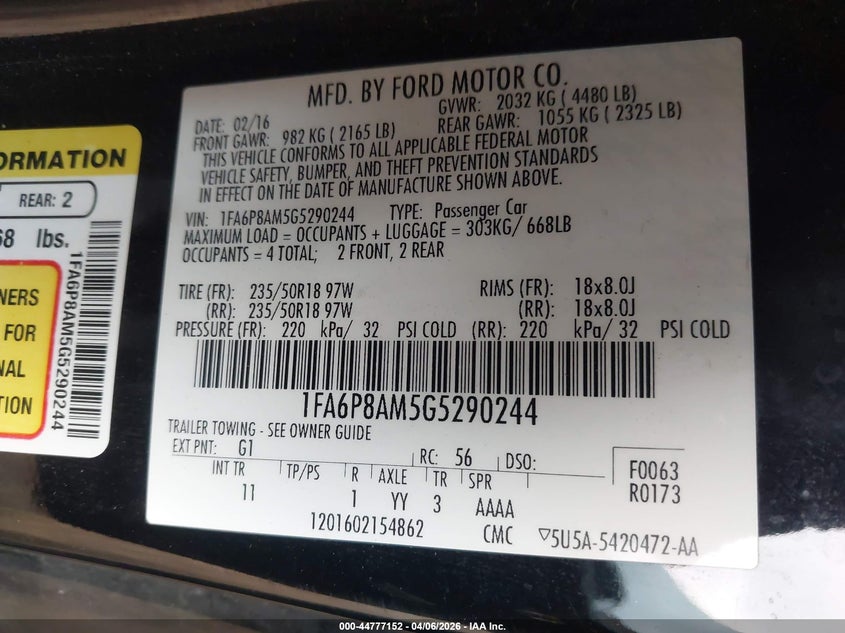 ORMATION
REAR: 2
68 lbs.
NERS
FOR
NAL
TION
1FA6P8AM5G5290244
MFD. BY FORD MOTOR CO.
DATE: 02/16 GVWR: 2032 KG ( 4480 LB)
FRONT GAWR: 982 KG ( 2165 LB) REAR GAWR: 1055 KG ( 2325 LB)
THIS VEHICLE CONFORMS TO ALL APPLICABLE FEDERAL MOTOR
VEHICLE SAFETY, BUMPER, AND THEFT PREVENTION STANDARDS
IN EFFECT ON THE DATE OF MANUFACTURE SHOWN ABOVE.
VIN: 1FA6P8AM5G5290244 TYPE: Passenger Car
MAXIMUM LOAD = OCCUPANTS + LUGGAGE = 303KG/ 668LB
OCCUPANTS = 4 TOTAL; 2 FRONT, 2 REAR
TIRE (FR): 235/50R18 97W RIMS (FR): 18x8.0J
(RR): 235/50R18 97W (RR): 18x8.0J
PRESSURE (FR): 220 kPa/ 32 PSI COLD (RR): 220 kPa/ 32 PSI COLD
1FA6P8AM5G5290244
TRAILER TOWING - SEE OWNER GUIDE
EXT PNT: G1 RC: 56 DSO: F0063
INT TR TP/PS R AXLE TR SPR R0173
11 1 YY 3 AAAA
1201602154862 CMC ▽5U5A-5420472-AA
000-44777152 - 04/06/2026 - IAA Inc.